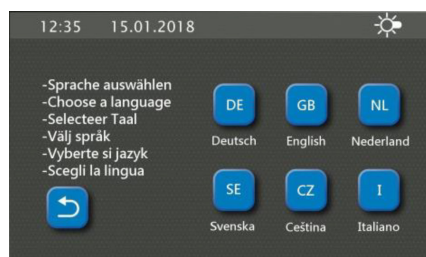 12:35 15.01.2018
-Sprache auswählen
-Choose a language
-Selecteer Taal
-Välj språk
-Vyberte si jazyk
-Scegli la lingua
DE GB NL
Deutsch English Nederland
SE CZ I
Svenska Ceština Italiano